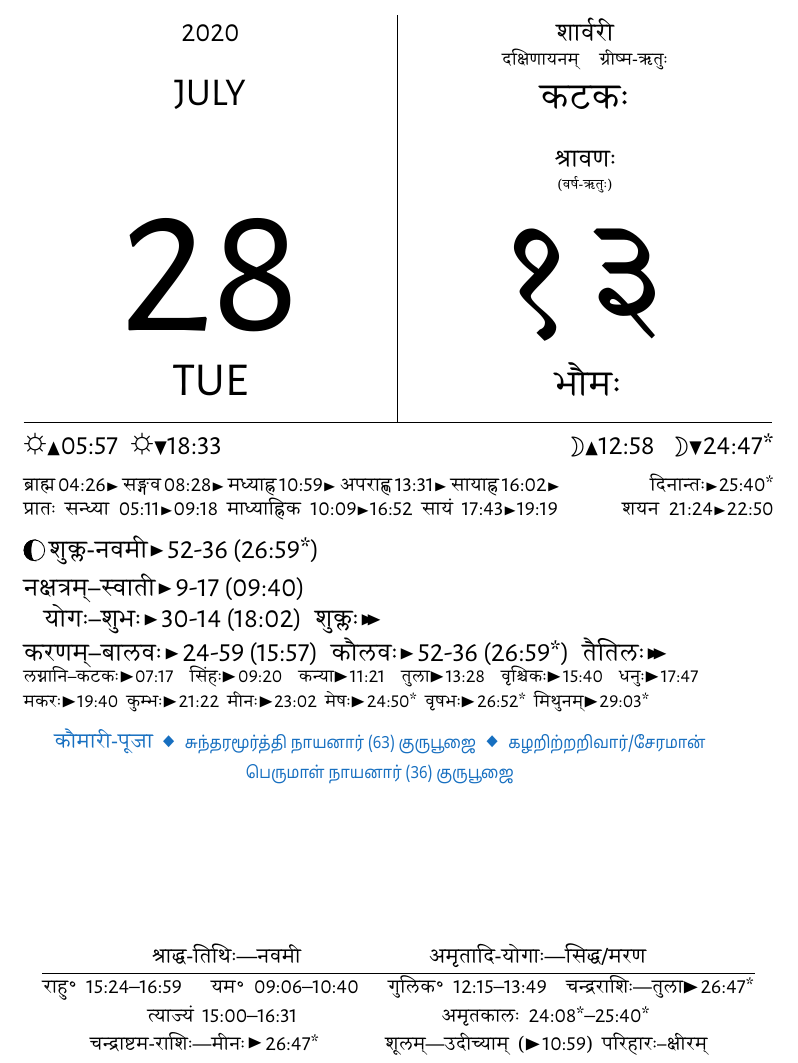 2020
JULY
28
TUE
शार्वरी
दक्षिणायनम् ग्रीष्म-ऋतुः
कटकः
श्रावणः
(वर्ष-ऋतुः)
१३
भौमः
☼▲05:57 ☼▼18:33 ☽▲12:58 ☽▼24:47*
ब्राह्म 04:26► सङ्गव 08:28► मध्याह्न 10:59► अपराह्ण 13:31► सायाह्न 16:02► दिनान्तः►25:40*
प्रातः सन्ध्या 05:11►09:18 माध्याह्निक 10:09►16:52 सायं 17:43►19:19 शयन 21:24►22:50
🌓 शुक्ल-नवमी►52-36 (26:59*)
नक्षत्रम्–स्वाती►9-17 (09:40)
योगः–शुभः►30-14 (18:02) शुक्लः►►
करणम्–बालवः►24-59 (15:57) कौलवः►52-36 (26:59*) तैतिलः►►
लग्नानि–कटकः►07:17 सिंहः►09:20 कन्या►11:21 तुला►13:28 वृश्चिकः►15:40 धनुः►17:47
मकरः►19:40 कुम्भः►21:22 मीनः►23:02 मेषः►24:50* वृषभः►26:52* मिथुनम्►29:03*
कौमारी-पूजा ◆ சுந்தரமூர்த்தி நாயனார் (63) குருபூஜை ◆ கழறிற்றறிவார்/சேரமான்
பெருமாள் நாயனார் (36) குருபூஜை
श्राद्ध-तिथिः—नवमी अमृतादि-योगाः—सिद्ध/मरण
राहु° 15:24–16:59 यम° 09:06–10:40 गुलिक° 12:15–13:49 चन्द्रराशिः—तुला►26:47*
त्याज्यं 15:00–16:31 अमृतकालः 24:08*–25:40*
चन्द्राष्टम-राशिः—मीनः►26:47* शूलम्—उदीच्याम् (►10:59) परिहारः–क्षीरम्